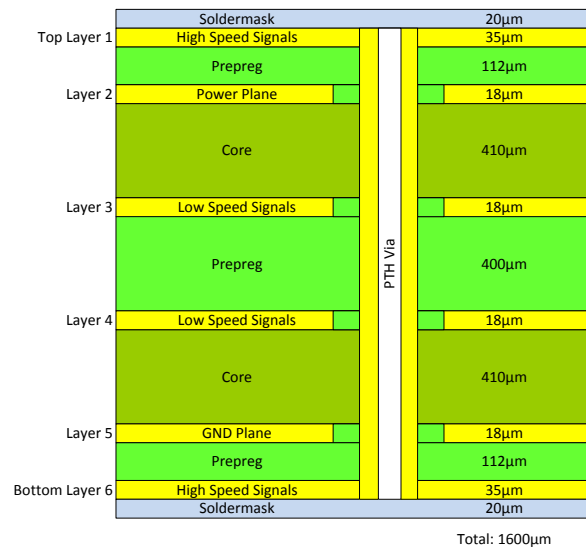 Soldermask 20µm
Top Layer 1 High Speed Signals 35µm
Prepreg 112µm
Layer 2 Power Plane 18µm
Core 410µm
Layer 3 Low Speed Signals 18µm
Prepreg 400µm
PTH Via
Layer 4 Low Speed Signals 18µm
Core 410µm
Layer 5 GND Plane 18µm
Prepreg 112µm
Bottom Layer 6 High Speed Signals 35µm
Soldermask 20µm
Total: 1600µm